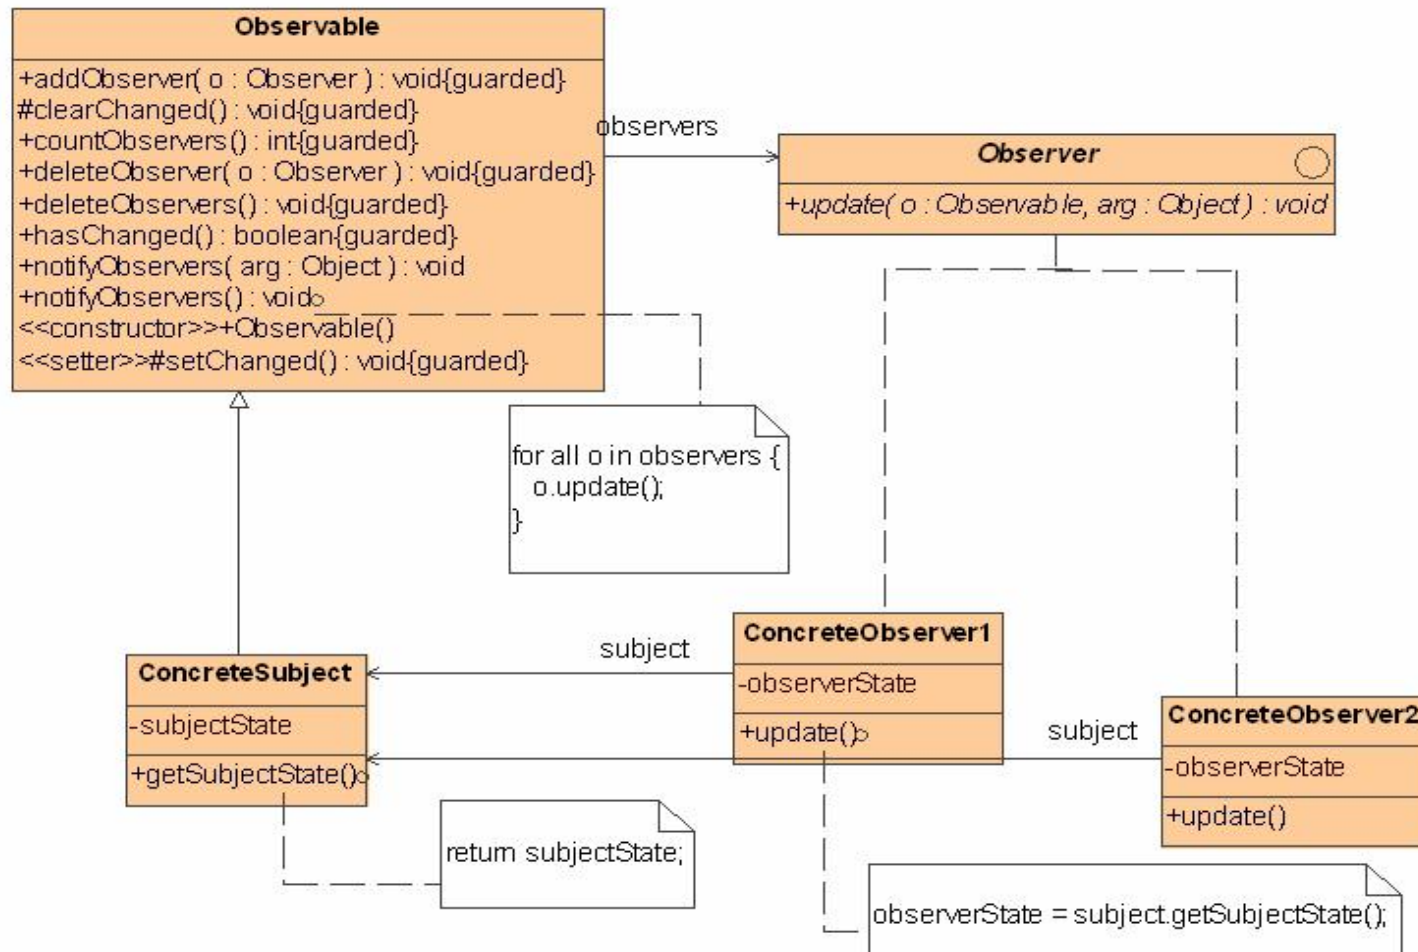 Observable
+addObserver( o : Observer ) : void{guarded}
#clearChanged() : void{guarded}
+countObservers() : int{guarded}
+deleteObserver( o : Observer ) : void{guarded}
+deleteObservers() : void{guarded}
+hasChanged() : boolean{guarded}
+notifyObservers( arg : Object ) : void
+notifyObservers() : void
<<constructor>>+Observable()
<<setter>>#setChanged() : void{guarded}
observers
Observer
+update( o : Observable, arg : Object ) : void
for all o in observers {
o.update();
}
ConcreteSubject
-subjectState
+getSubjectState()
subject
ConcreteObserver1
-observerState
+update()
subject
ConcreteObserver2
-observerState
+update()
return subjectState;
observerState = subject.getSubjectState();